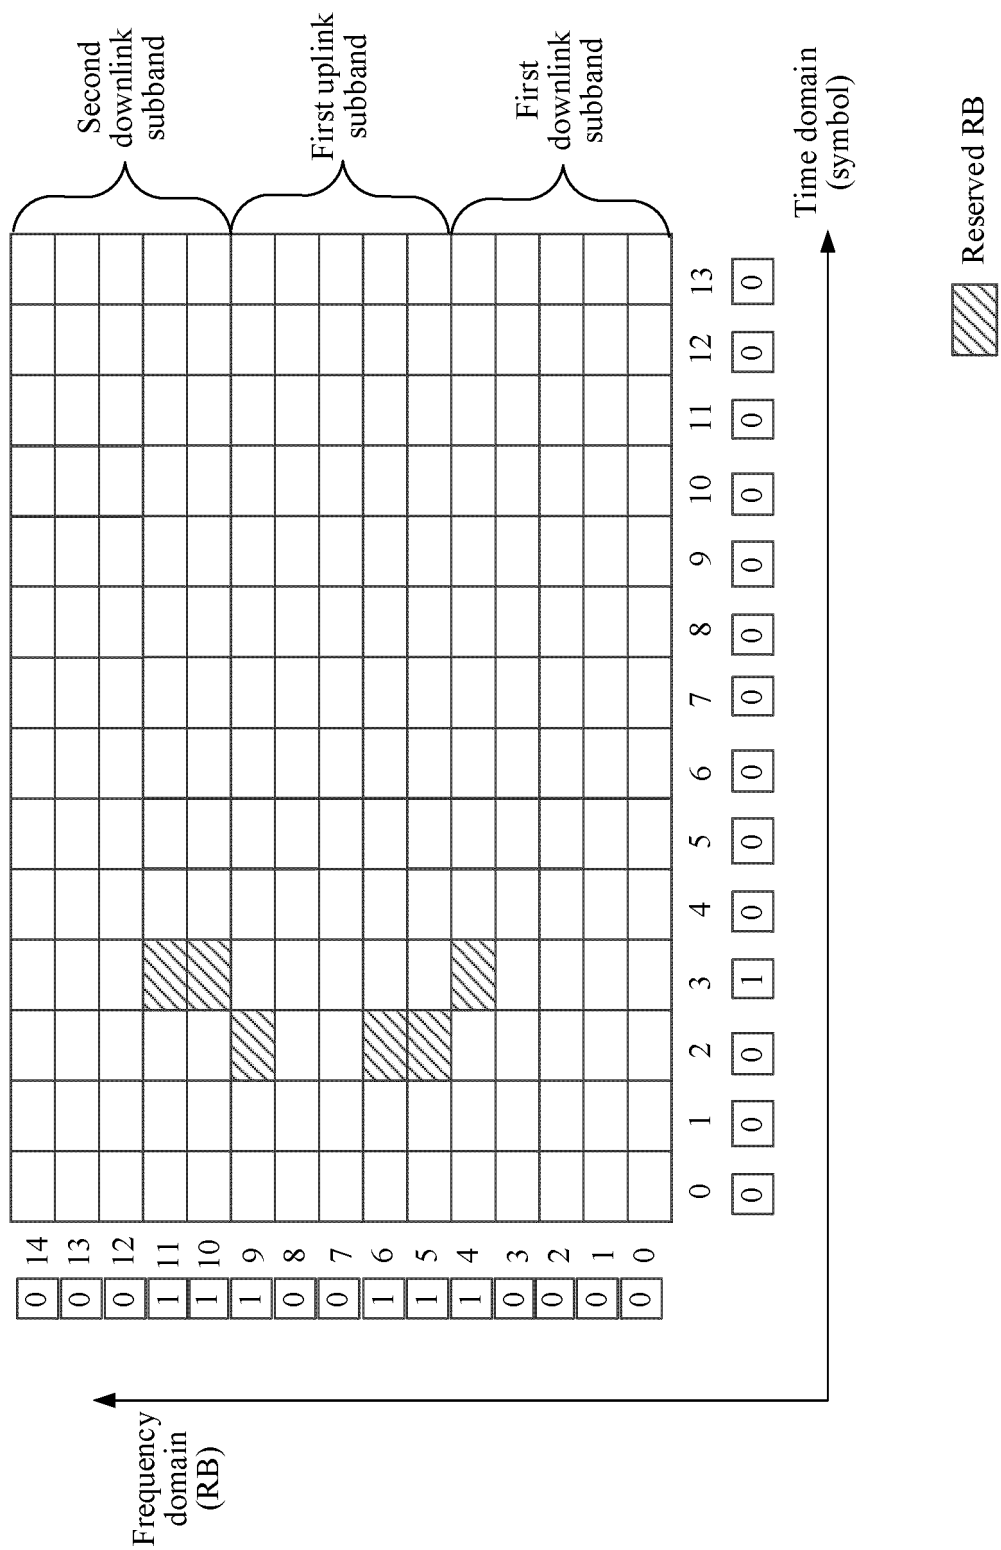 Frequency
domain
(RB)
0 14
0 13
0 12
1 11
1 10
1 9
0 8
0 7
1 6
1 5
1 4
0 3
0 2
0 1
0 0
Second
downlink
subband
First uplink
subband
First
downlink
subband
0 1 2 3 4 5 6 7 8 9 10 11 12 13
0 0 0 1 0 0 0 0 0 0 0 0 0 0
Time domain
(symbol)
Reserved RB